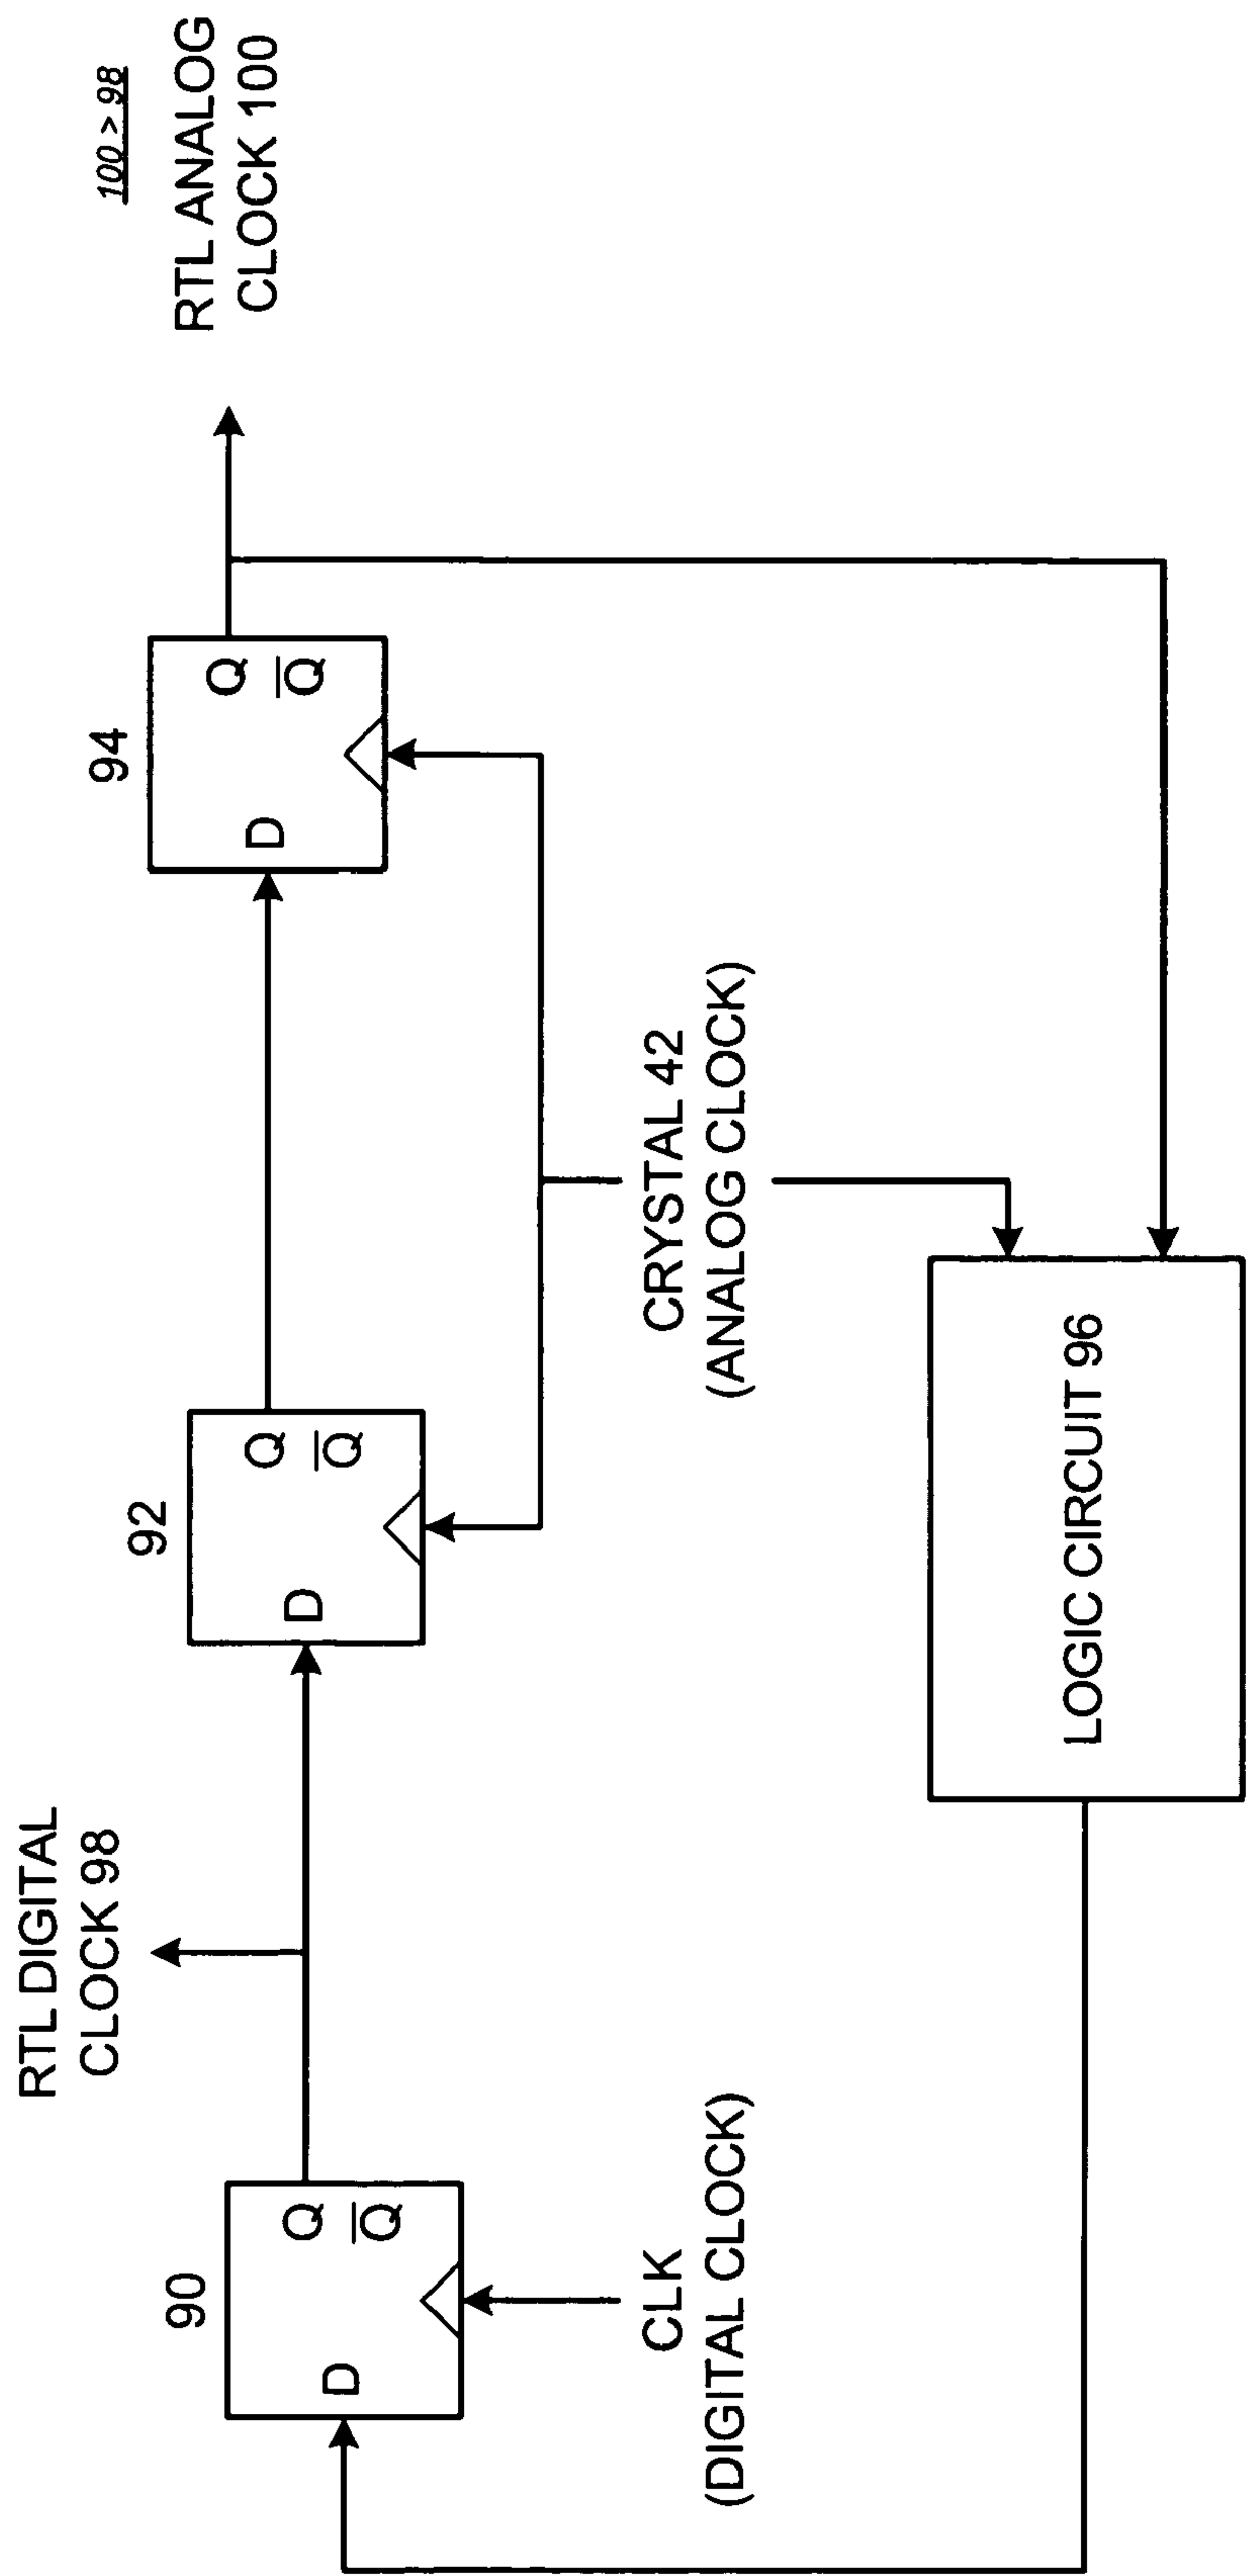 100 > 98
RTL DIGITAL
CLOCK 98
RTL ANALOG
CLOCK 100
90
D
Q
Q
92
D
Q
Q
94
D
Q
Q
CLK
(DIGITAL CLOCK)
CRYSTAL 42
(ANALOG CLOCK)
LOGIC CIRCUIT 96